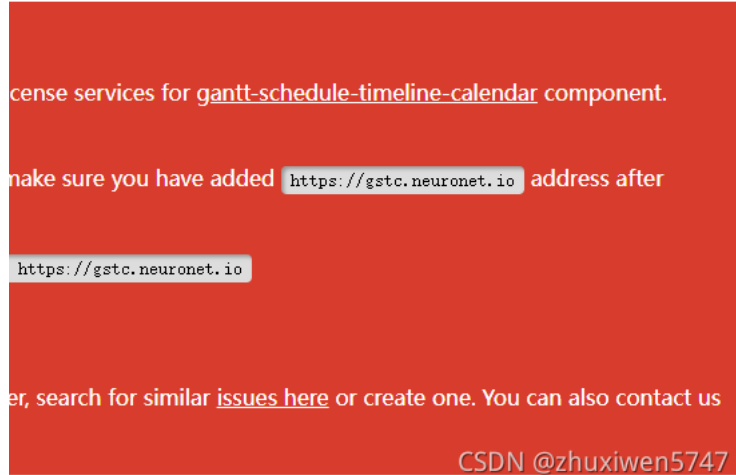 cense services for gantt-schedule-timeline-calendar component.
make sure you have added https://gstc.neuronet.io address after
https://gstc.neuronet.io
er, search for similar issues here or create one. You can also contact us
CSDN @zhuxiwen5747